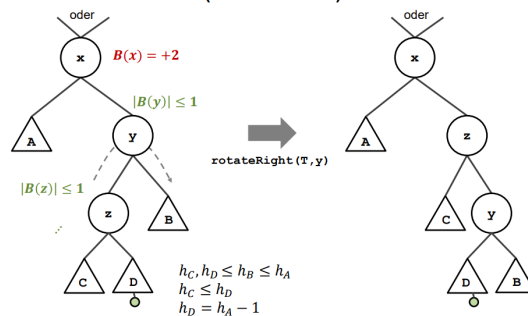 oder
oder
x
B(x) = +2
x
|B(y)| ≤ 1
A
y
A
z
rotateRight(T,y)
|B(z)| ≤ 1
z
B
C
y
C
D
h_C, h_D ≤ h_B ≤ h_A
h_C ≤ h_D
h_D = h_A − 1
D
B